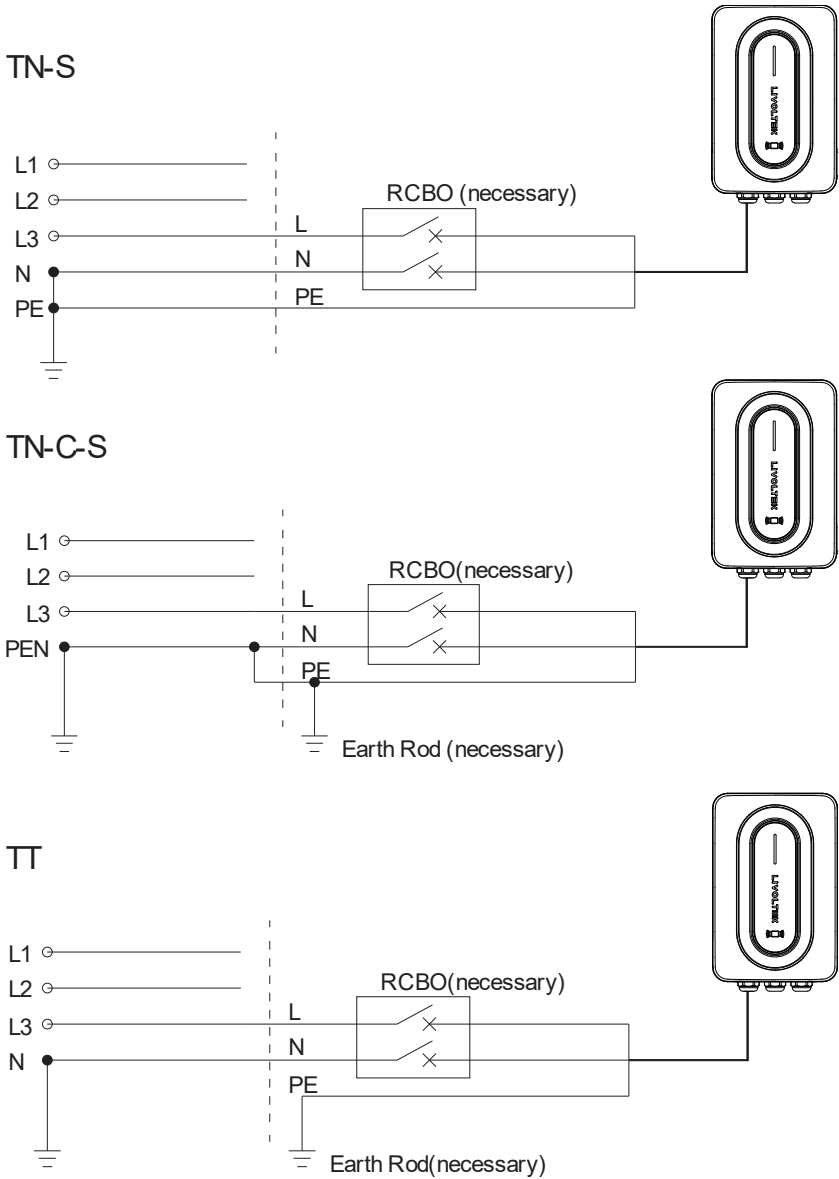 TN-S
LIVOLTEK
L1
L2
RCBO (necessary)
L3
L
N
N
PE
PE
TN-C-S
LIVOLTEK
L1
L2
RCBO(necessary)
L3
L
PEN
N
PE
Earth Rod (necessary)
TT
LIVOLTEK
L1
L2
RCBO(necessary)
L3
L
N
N
PE
Earth Rod(necessary)